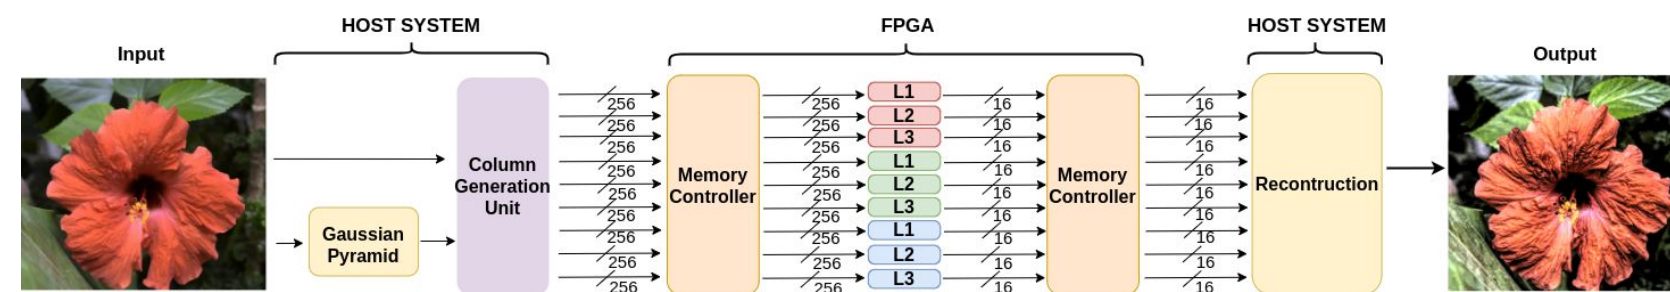 HOST SYSTEM
FPGA
HOST SYSTEM
Input
Output
Gaussian
Pyramid
Column
Generation
Unit
256
256
256
256
256
256
256
256
256
Memory
Controller
256
256
256
256
256
256
256
256
256
L1
L2
L3
L1
L2
L3
L1
L2
L3
16
16
16
16
16
16
16
16
16
Memory
Controller
16
16
16
16
16
16
16
16
16
Recontruction